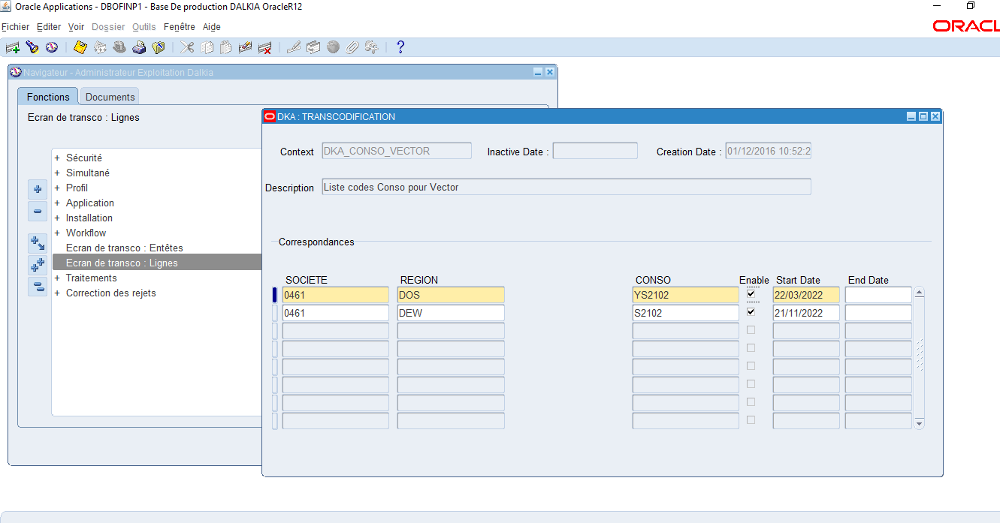 Oracle Applications - DBOFINP1 - Base De production DALKIA OracleR12
Fichier Editer Voir Dossier Outils Fenêtre Aide
ORACL
Navigateur - Administrateur Exploitation Dalkia
Fonctions Documents
Ecran de transco : Lignes
+ Sécurité
+ Simultané
+ Profil
+ Application
+ Installation
+ Workflow
Ecran de transco : Entêtes
Ecran de transco : Lignes
+ Traitements
+ Correction des rejets
DKA : TRANSCODIFICATION
Context DKA_CONSO_VECTOR Inactive Date : Creation Date : 01/12/2016 10:52:2
Description Liste codes Conso pour Vector
Correspondances
SOCIETE REGION CONSO Enable Start Date End Date
0461 DOS YS2102 22/03/2022
0461 DEW S2102 21/11/2022